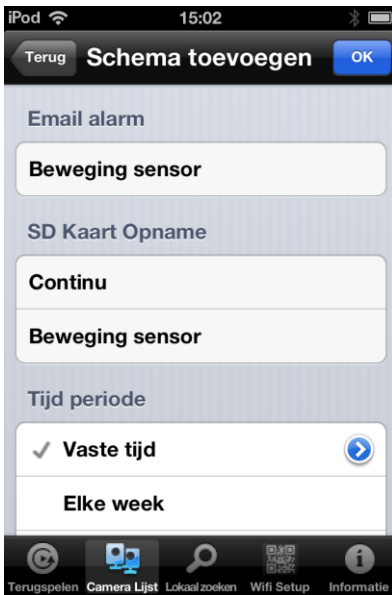 iPod 15:02
Terug Schema toevoegen OK
Email alarm
Beweging sensor
SD Kaart Opname
Continu
Beweging sensor
Tijd periode
Vaste tijd
Elke week
Terugspelen Camera Lijst Lokaal zoeken Wifi Setup Informatie